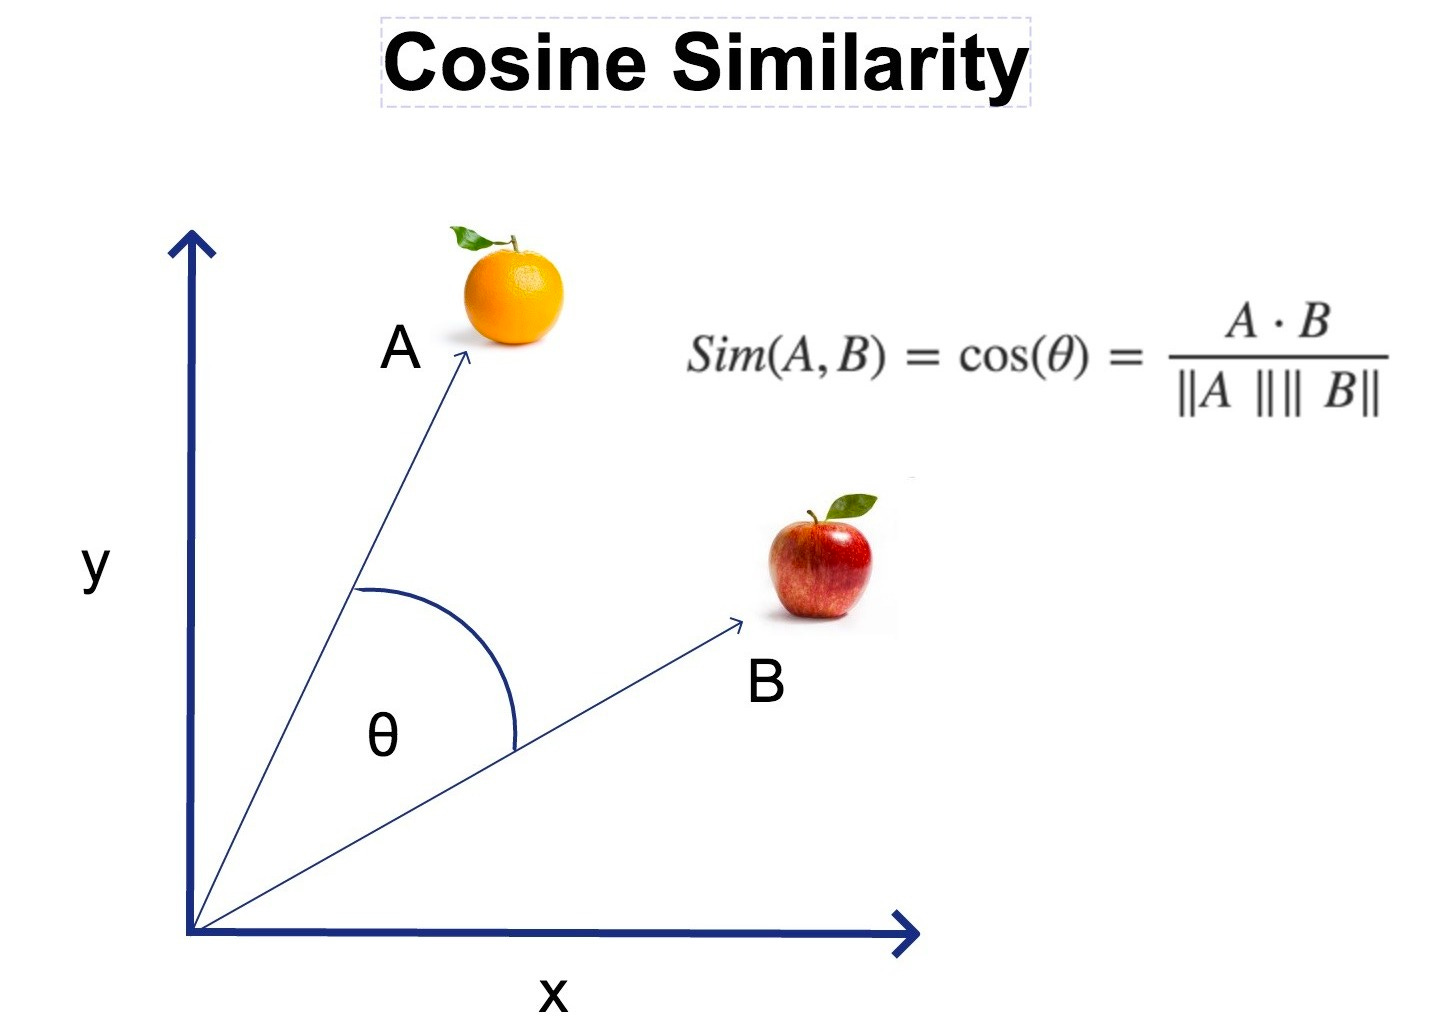 Cosine Similarity
A
Sim(A, B) = cos(θ) = A · B / ‖A ‖‖ B‖
y
B
θ
x